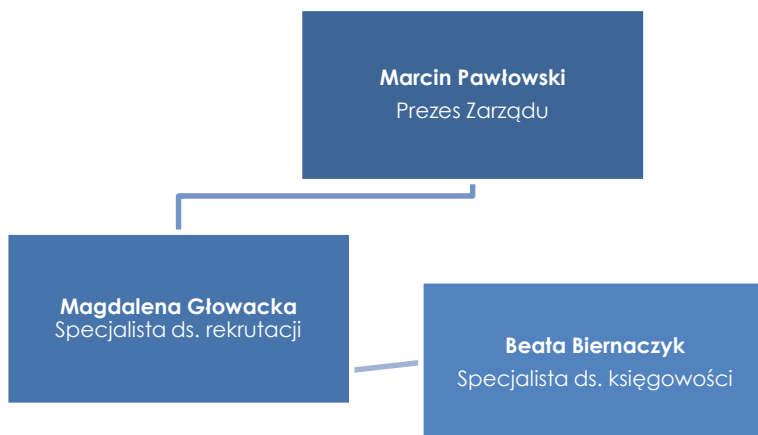 Marcin Pawłowski
Prezes Zarządu
Magdalena Głowacka
Specjalista ds. rekrutacji
Beata Biernaczyk
Specjalista ds. księgowości